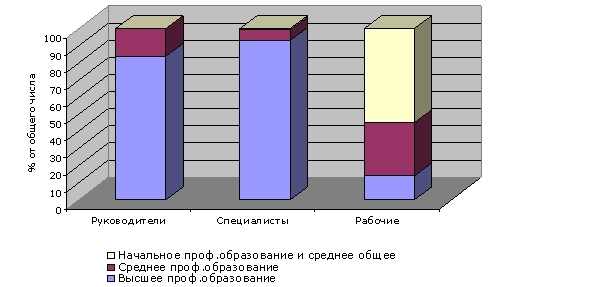 % от общего числа
100
90
80
70
60
50
40
30
20
10
0
Руководители Специалисты Рабочие
Начальное проф.образование и среднее общее
Среднее проф.образование
Высшее проф.образование